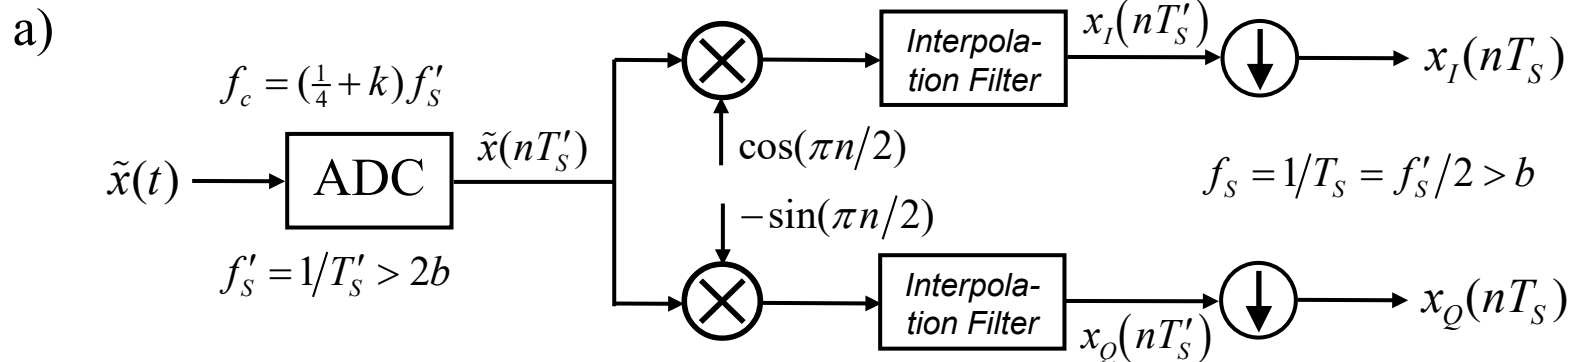 a)
f_c = (1/4 + k) f′_S
x̃(t)
ADC
x̃(nT′_S)
f′_S = 1/T′_S > 2b
cos(πn/2)
−sin(πn/2)
Interpola-
tion Filter
x_I(nT′_S)
x_I(nT_S)
f_S = 1/T_S = f′_S/2 > b
Interpola-
tion Filter
x_Q(nT′_S)
x_Q(nT_S)